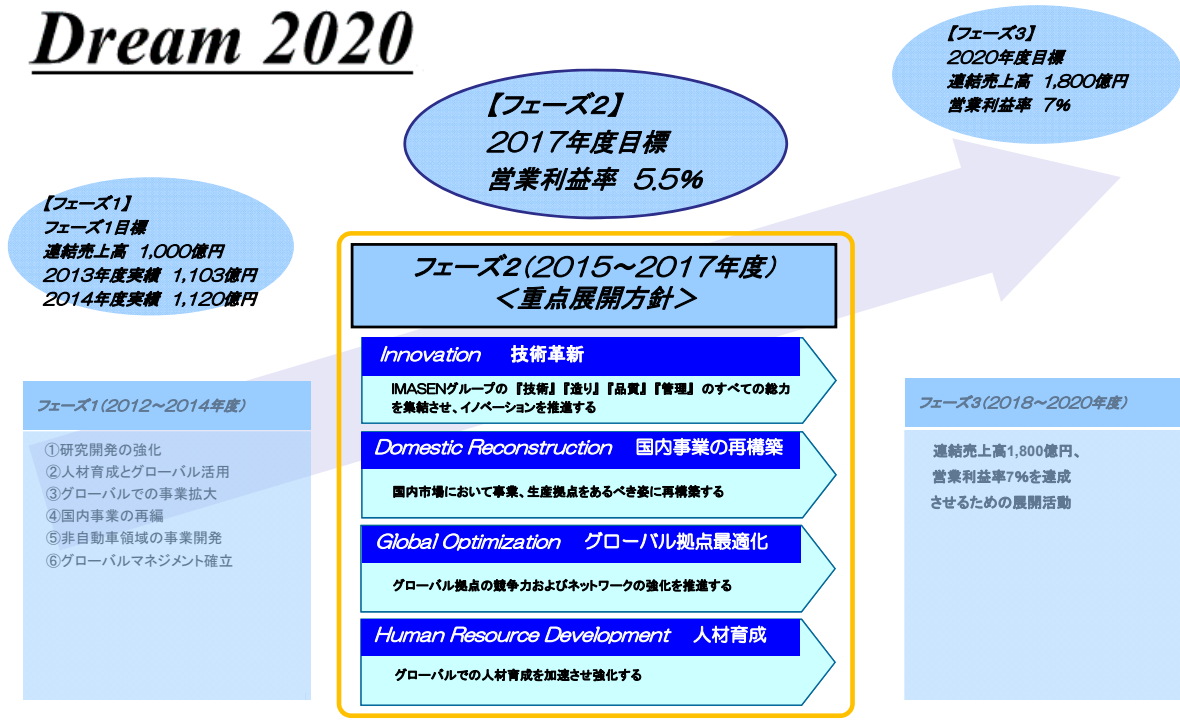 Dream 2020
【フェーズ1】
フェーズ1目標
連結売上高 1,000億円
2013年度実績 1,103億円
2014年度実績 1,120億円
【フェーズ2】
2017年度目標
営業利益率 5.5%
【フェーズ3】
2020年度目標
連結売上高 1,800億円
営業利益率 7%
フェーズ1(2012~2014年度)
①研究開発の強化
②人材育成とグローバル活用
③グローバルでの事業拡大
④国内事業の再編
⑤非自動車領域の事業開発
⑥グローバルマネジメント確立
フェーズ2(2015~2017年度)
<重点展開方針>
Innovation 技術革新
IMASENグループの『技術』『造り』『品質』『管理』のすべての総力
を集結させ、イノベーションを推進する
Domestic Reconstruction 国内事業の再構築
国内市場において事業、生産拠点をあるべき姿に再構築する
Global Optimization グローバル拠点最適化
グローバル拠点の競争力およびネットワークの強化を推進する
Human Resource Development 人材育成
グローバルでの人材育成を加速させ強化する
フェーズ3(2018~2020年度)
連結売上高1,800億円、
営業利益率7%を達成
させるための展開活動